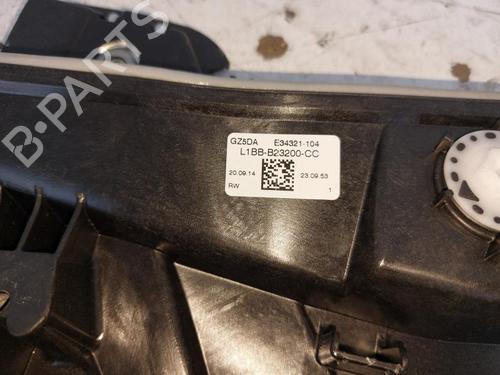 B-PARTS
GZ5DA E34321-104
L1BB-B23200-CC
20.09.14 23.09.53
RW 1